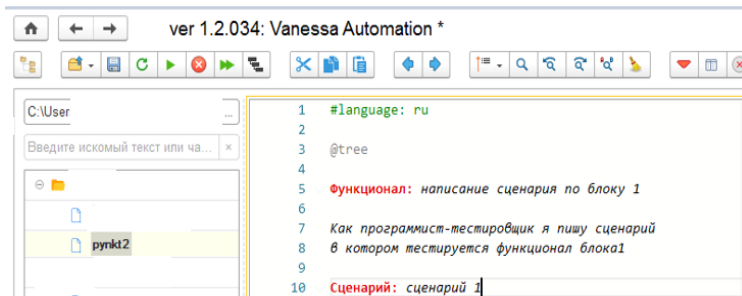 ver 1.2.034: Vanessa Automation *
C:\User
...
Введите искомый текст или ча...
×
pynkt2
1 #language: ru
2
3 @tree
4
5 Функционал: написание сценария по блоку 1
6
7 Как программист-тестировщик я пишу сценарий
8 в котором тестируется функционал блока1
9
10 Сценарий: сценарий 1